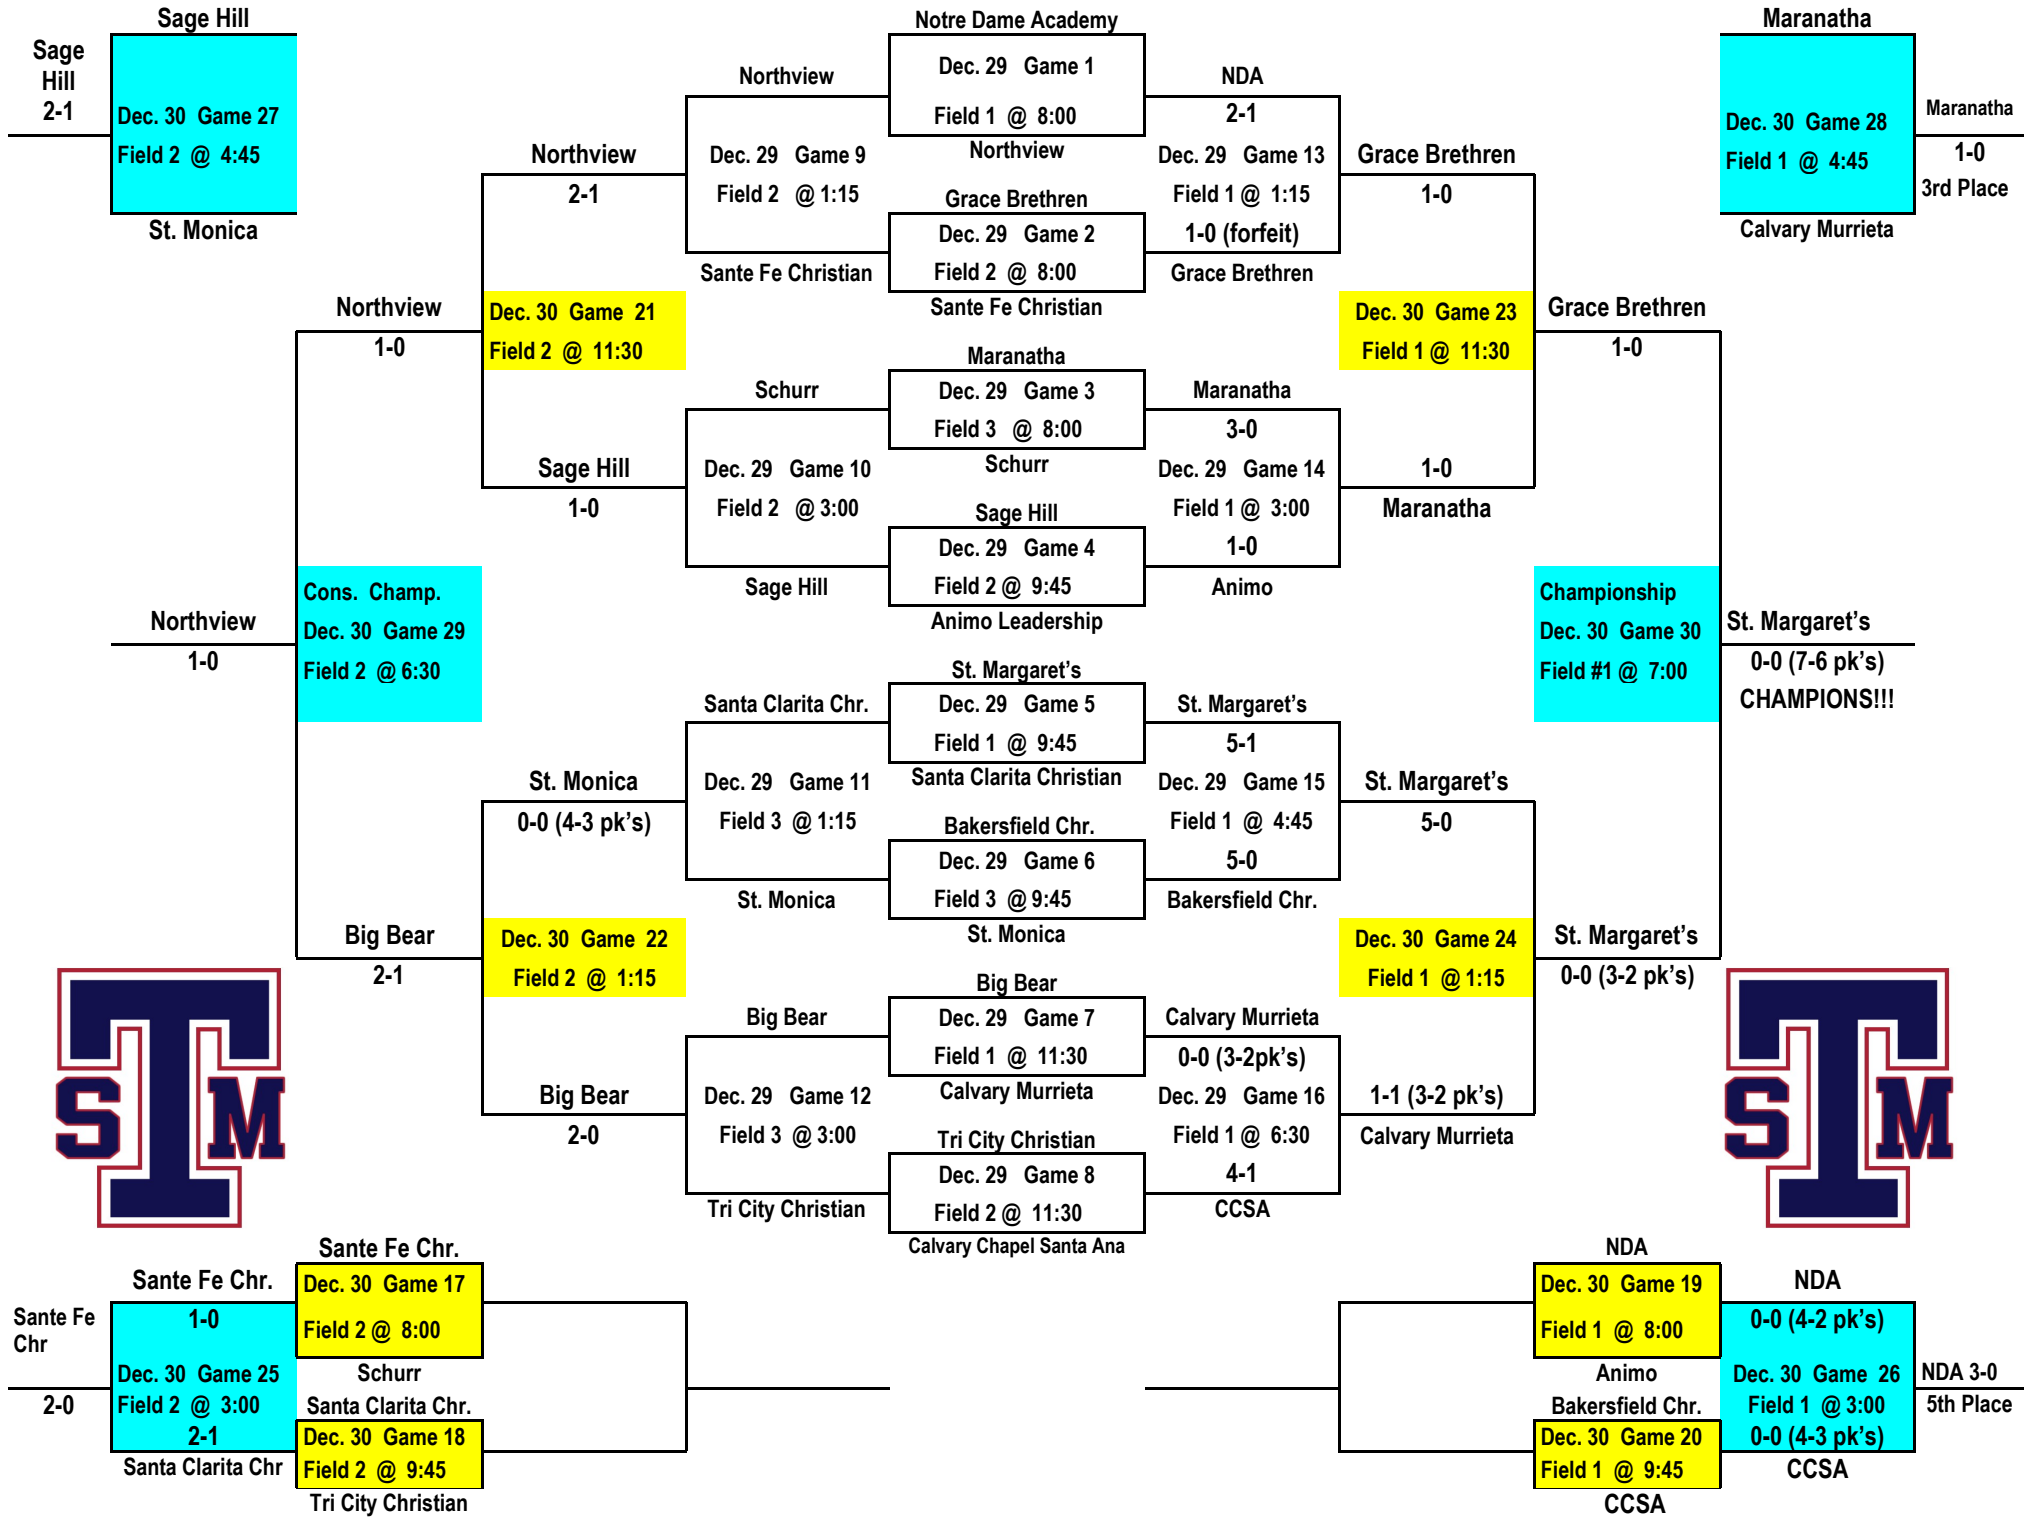 Sage Hill
Sage
Hill
2-1
Dec. 30 Game 27
Field 2 @ 4:45
St. Monica
Notre Dame Academy
Dec. 29 Game 1
Field 1 @ 8:00
Northview
Grace Brethren
Dec. 29 Game 2
Field 2 @ 8:00
Sante Fe Christian
Maranatha
Dec. 29 Game 3
Field 3 @ 8:00
Schurr
Sage Hill
Dec. 29 Game 4
Field 2 @ 9:45
Animo Leadership
St. Margaret's
Dec. 29 Game 5
Field 1 @ 9:45
Santa Clarita Christian
Bakersfield Chr.
Dec. 29 Game 6
Field 3 @ 9:45
St. Monica
Big Bear
Dec. 29 Game 7
Field 1 @ 11:30
Calvary Murrieta
Tri City Christian
Dec. 29 Game 8
Field 2 @ 11:30
Calvary Chapel Santa Ana
Northview
Dec. 29 Game 9
Field 2 @ 1:15
Sante Fe Christian
Schurr
Dec. 29 Game 10
Field 2 @ 3:00
Sage Hill
Santa Clarita Chr.
Dec. 29 Game 11
Field 3 @ 1:15
St. Monica
Big Bear
Dec. 29 Game 12
Field 3 @ 3:00
Tri City Christian
Northview
2-1
Dec. 30 Game 21
Field 2 @ 11:30
Sage Hill
1-0
St. Monica
0-0 (4-3 pk's)
Dec. 30 Game 22
Field 2 @ 1:15
Big Bear
2-0
Northview
1-0
Cons. Champ.
Dec. 30 Game 29
Field 2 @ 6:30
Big Bear
2-1
Northview
1-0
NDA
2-1
Dec. 29 Game 13
Field 1 @ 1:15
1-0 (forfeit)
Grace Brethren
Maranatha
3-0
Dec. 29 Game 14
Field 1 @ 3:00
1-0
Animo
St. Margaret's
5-1
Dec. 29 Game 15
Field 1 @ 4:45
5-0
Bakersfield Chr.
Calvary Murrieta
0-0 (3-2pk's)
Dec. 29 Game 16
Field 1 @ 6:30
4-1
CCSA
Grace Brethren
1-0
Dec. 30 Game 23
Field 1 @ 11:30
1-0
Maranatha
St. Margaret's
5-0
Dec. 30 Game 24
Field 1 @ 1:15
1-1 (3-2 pk's)
Calvary Murrieta
Grace Brethren
1-0
Championship
Dec. 30 Game 30
Field #1 @ 7:00
St. Margaret's
0-0 (3-2 pk's)
St. Margaret's
0-0 (7-6 pk's)
CHAMPIONS!!!
Maranatha
Dec. 30 Game 28
Field 1 @ 4:45
Calvary Murrieta
Maranatha
1-0
3rd Place
STM
STM
Sante Fe Chr.
Dec. 30 Game 17
Field 2 @ 8:00
Schurr
Santa Clarita Chr.
Dec. 30 Game 18
Field 2 @ 9:45
Tri City Christian
Sante Fe Chr.
1-0
Dec. 30 Game 25
Field 2 @ 3:00
2-1
Santa Clarita Chr
Sante Fe
Chr
2-0
NDA
Dec. 30 Game 19
Field 1 @ 8:00
Animo
Bakersfield Chr.
Dec. 30 Game 20
Field 1 @ 9:45
CCSA
NDA
0-0 (4-2 pk's)
Dec. 30 Game 26
Field 1 @ 3:00
0-0 (4-3 pk's)
CCSA
NDA 3-0
5th Place